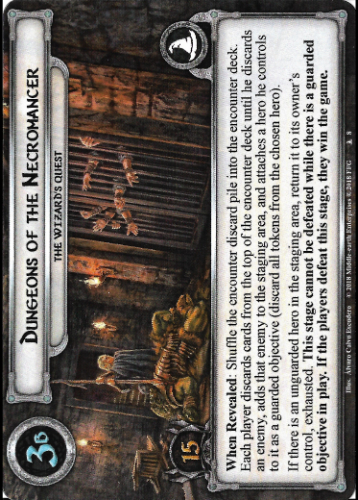 3B
DUNGEONS OF THE NECROMANCER
THE WIZARD'S QUEST
15
When Revealed: Shuffle the encounter discard pile into the encounter deck.
Each player discards cards from the top of the encounter deck until he discards
an enemy, adds that enemy to the staging area, and attaches a hero he controls
to it as a guarded objective (discard all tokens from the chosen hero).
If there is an unguarded hero in the staging area, return it to its owner's
control, exhausted. This stage cannot be defeated while there is a guarded
objective in play. If the players defeat this stage, they win the game.
Illus. Álvaro Calvo Escudero © 2018 Middle-earth Enterprises © 2018 FFG 8